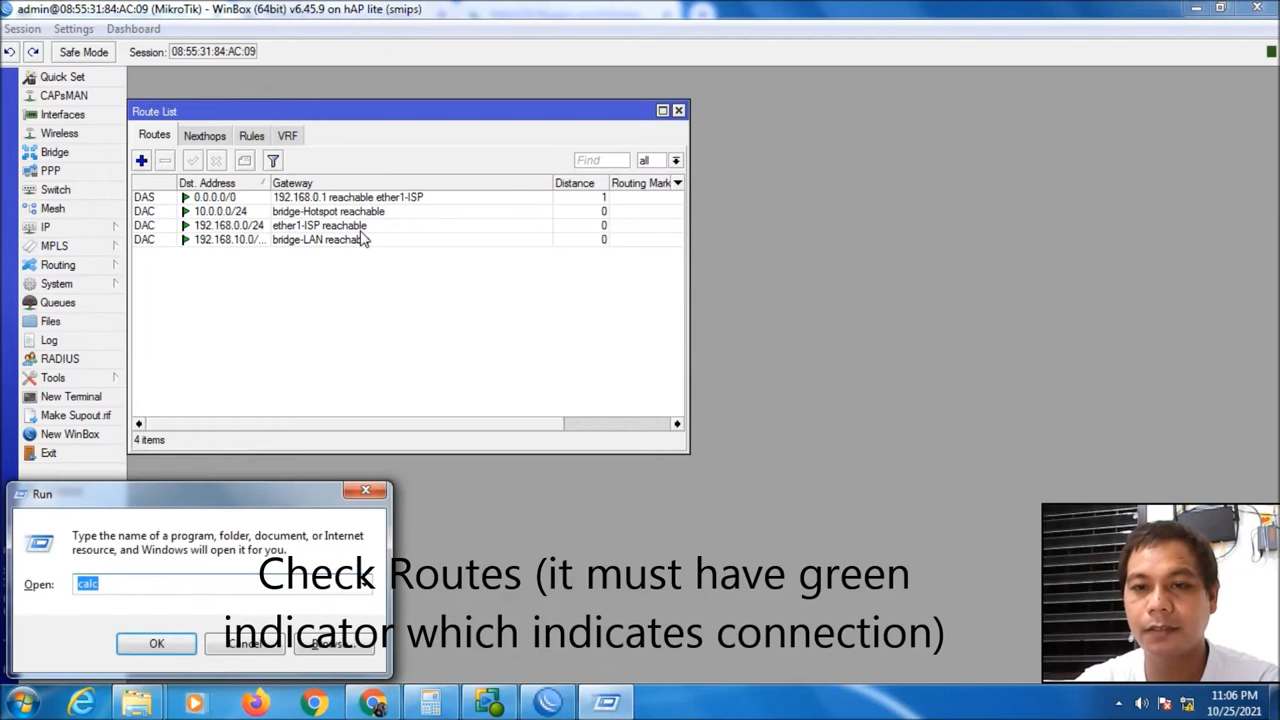 admin@08:55:31:84:AC:09 (MikroTik) - WinBox (64bit) v6.45.9 on hAP lite (smips)
Session Settings Dashboard
Safe Mode Session: 08:55:31:84:AC:09
Quick Set
CAPsMAN
Interfaces
Wireless
Bridge
PPP
Switch
Mesh
IP
MPLS
Routing
System
Queues
Files
Log
RADIUS
Tools
New Terminal
Make Supout.rif
New WinBox
Exit
Route List
Routes Nexthops Rules VRF
Find all
Dst. Address Gateway Distance Routing Mark
DAS 0.0.0.0/0 192.168.0.1 reachable ether1-ISP 1
DAC 10.0.0.0/24 bridge-Hotspot reachable 0
DAC 192.168.0.0/24 ether1-ISP reachable 0
DAC 192.168.10.0/... bridge-LAN reachable 0
4 items
Run
Type the name of a program, folder, document, or Internet
resource, and Windows will open it for you.
Open: calc
OK Cancel Browse...
Check Routes (it must have green
indicator which indicates connection)
11:06 PM
10/25/2021